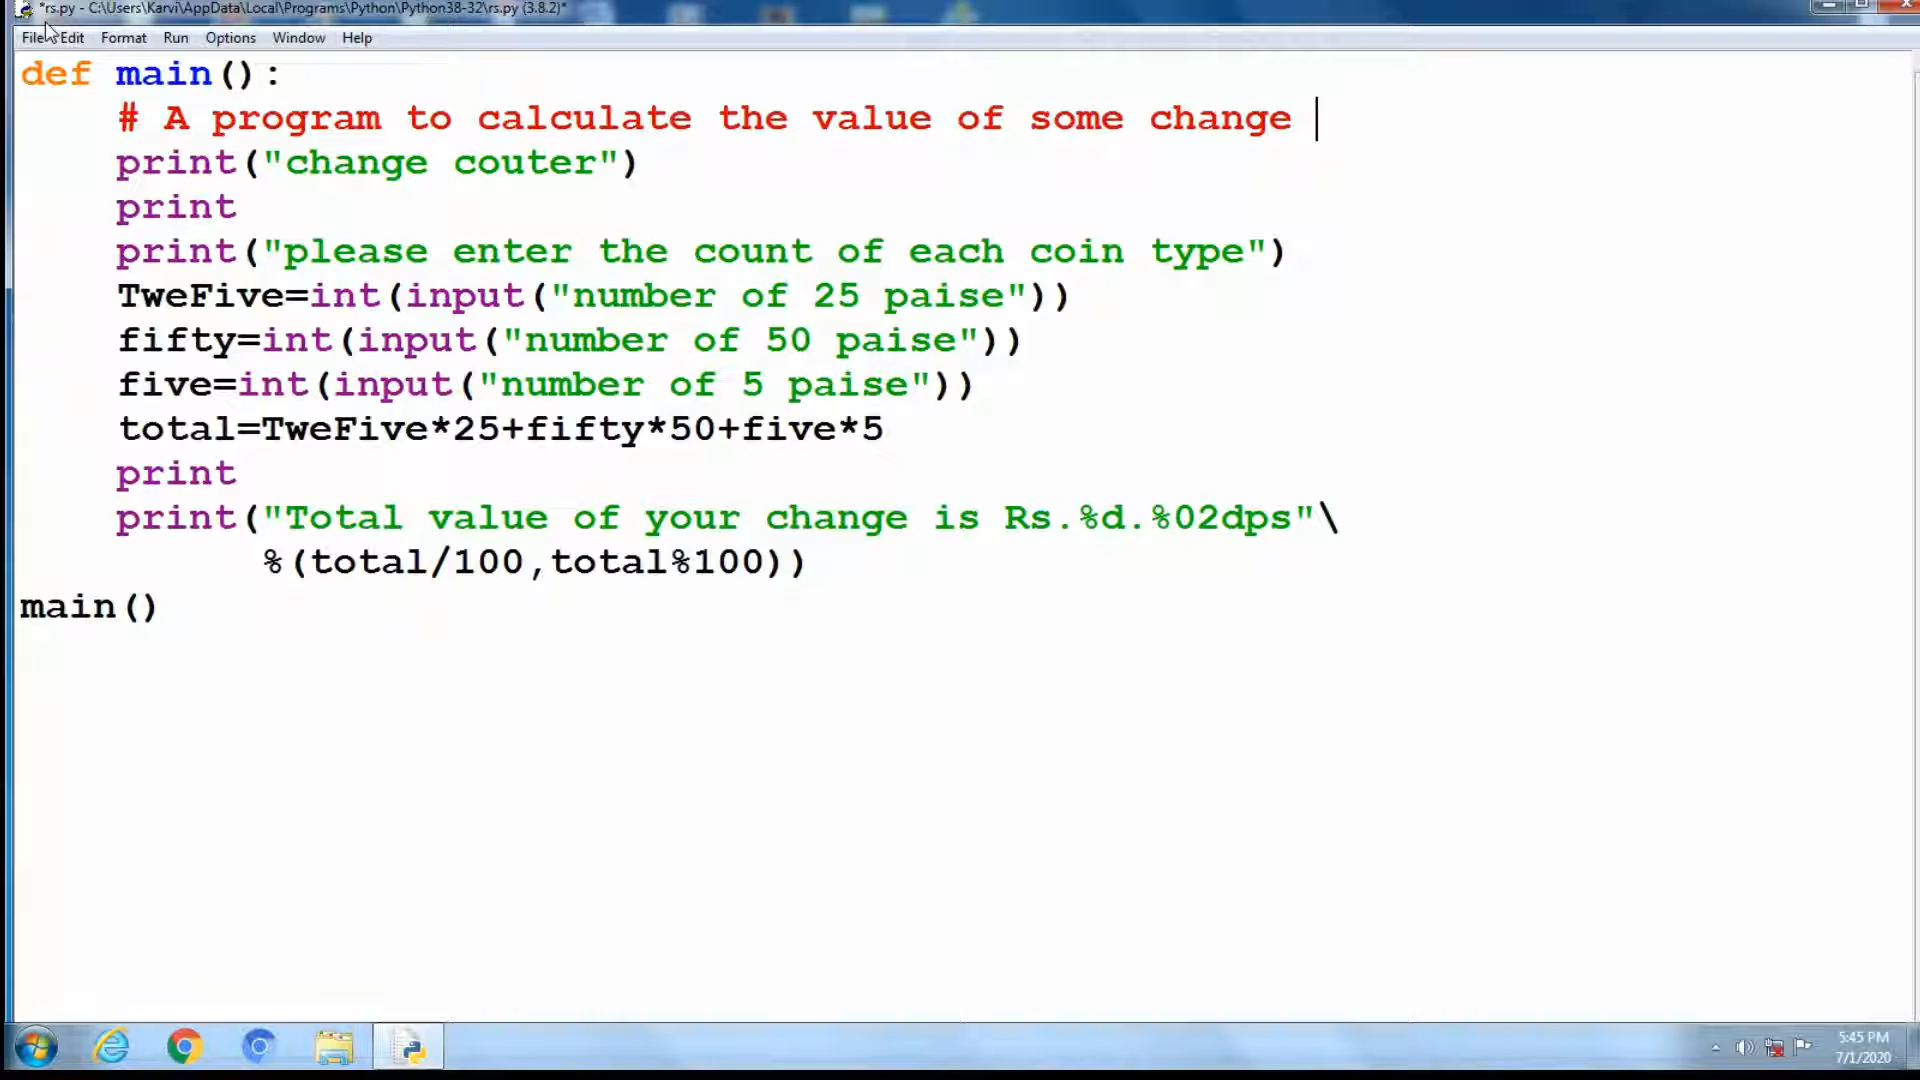 *rs.py - C:\Users\Karvi\AppData\Local\Programs\Python\Python38-32\rs.py (3.8.2)*
File Edit Format Run Options Window Help
def main():
    # A program to calculate the value of some change
    print("change couter")
    print
    print("please enter the count of each coin type")
    TweFive=int(input("number of 25 paise"))
    fifty=int(input("number of 50 paise"))
    five=int(input("number of 5 paise"))
    total=TweFive*25+fifty*50+five*5
    print
    print("Total value of your change is Rs.%d.%02dps"\
          %(total/100,total%100))
main()
5:45 PM
7/1/2020